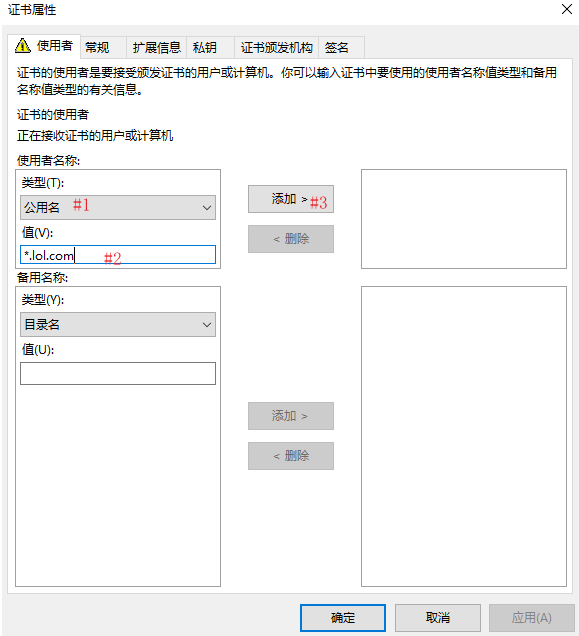 证书属性
使用者 常规 扩展信息 私钥 证书颁发机构 签名
证书的使用者是要接受颁发证书的用户或计算机。你可以输入证书中要使用的使用者名称值类型和备用
名称值类型的有关信息。
证书的使用者
正在接收证书的用户或计算机
使用者名称:
类型(T):
公用名 #1
添加 > #3
值(V):
*.lol.com #2
< 删除
备用名称:
类型(Y):
目录名
值(U):
添加 >
< 删除
确定 取消 应用(A)